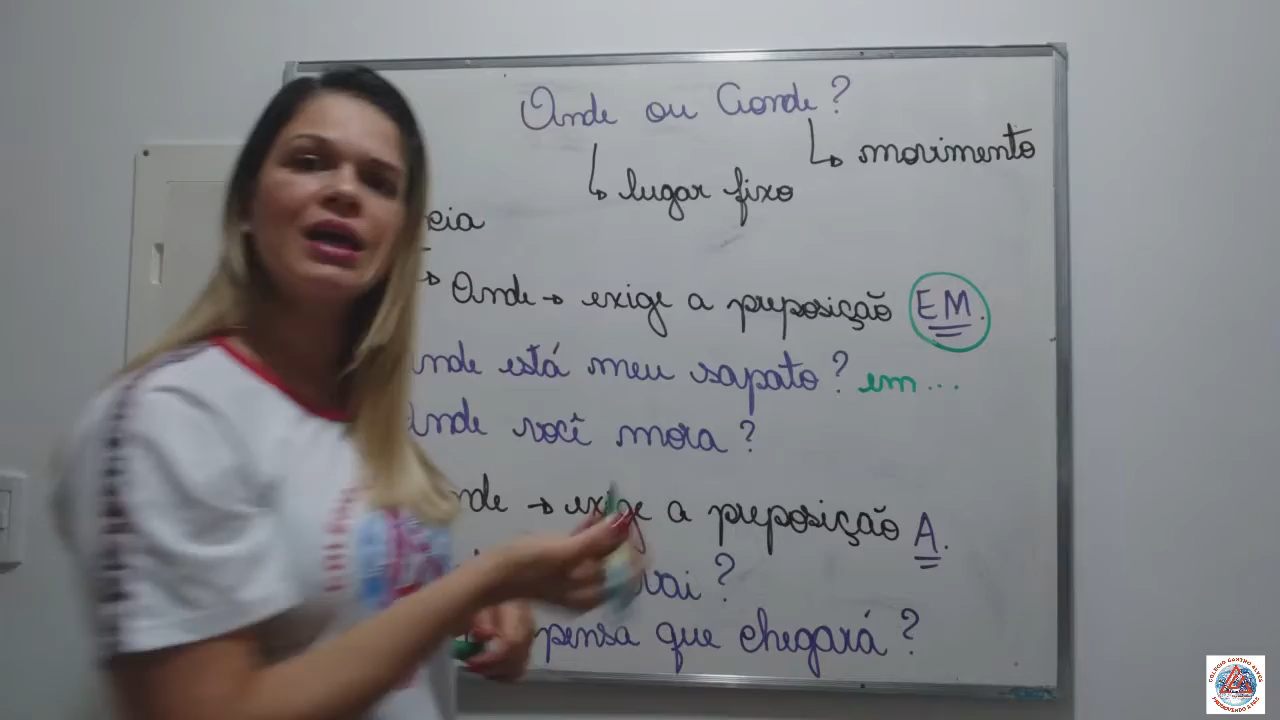 Onde ou Aonde?
↳ movimento
↳ lugar fixo
eia
→ Onde → exige a preposição EM.
nde está meu sapato? em...
nde você mora?
nde → exige a preposição A.
vai?
pensa que chegará?